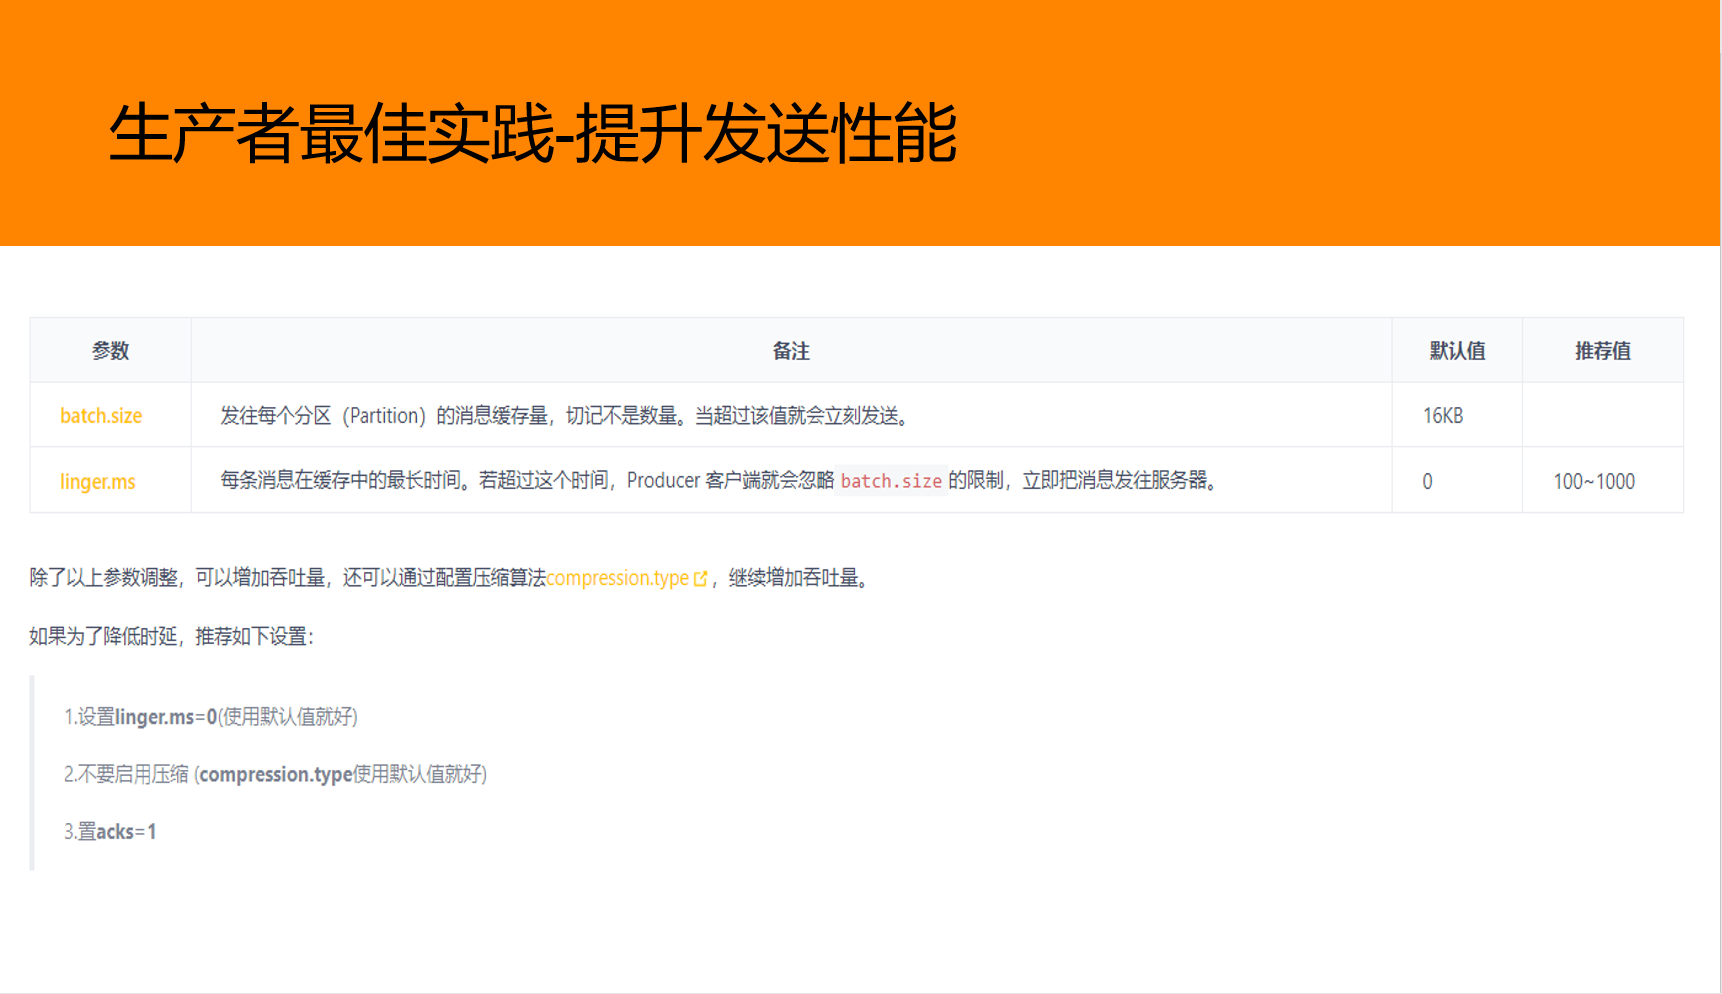 生产者最佳实践-提升发送性能
参数 备注 默认值 推荐值
batch.size 发往每个分区（Partition）的消息缓存量，切记不是数量。当超过该值就会立刻发送。 16KB
linger.ms 每条消息在缓存中的最长时间。若超过这个时间，Producer 客户端就会忽略 batch.size 的限制，立即把消息发往服务器。 0 100~1000
除了以上参数调整，可以增加吞吐量，还可以通过配置压缩算法compression.type，继续增加吞吐量。
如果为了降低时延，推荐如下设置：
1.设置linger.ms=0(使用默认值就好)
2.不要启用压缩 (compression.type使用默认值就好)
3.置acks=1